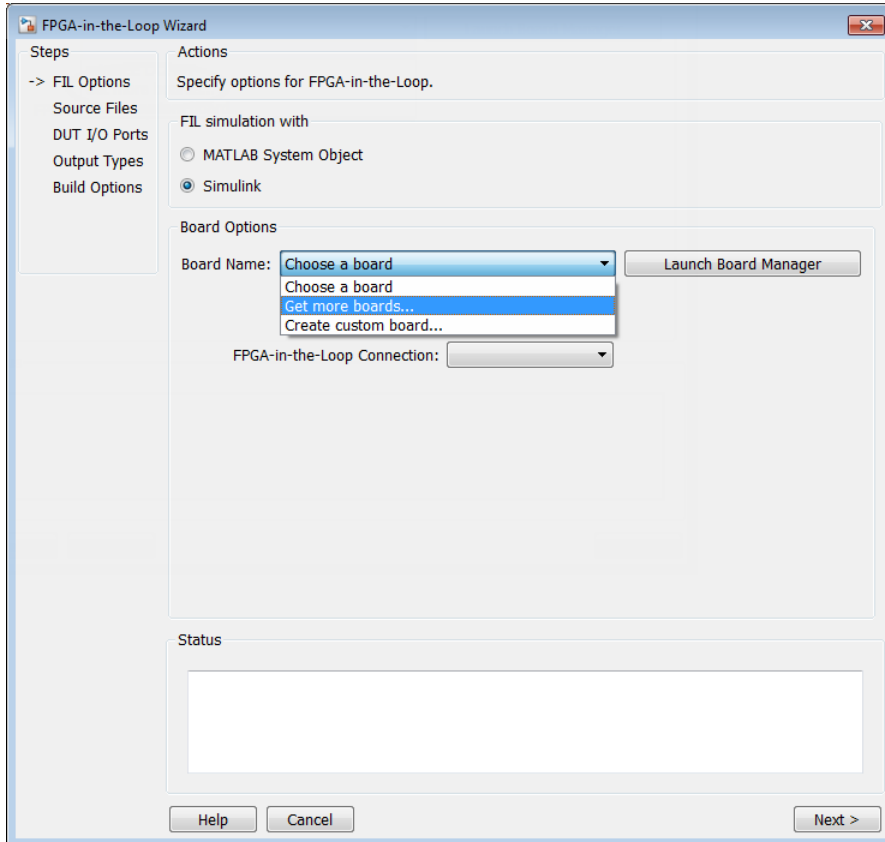 FPGA-in-the-Loop Wizard
Steps
-> FIL Options
Source Files
DUT I/O Ports
Output Types
Build Options
Actions
Specify options for FPGA-in-the-Loop.
FIL simulation with
MATLAB System Object
Simulink
Board Options
Board Name: Choose a board Launch Board Manager
Choose a board
Get more boards...
Create custom board...
FPGA-in-the-Loop Connection:
Status
Help Cancel Next >